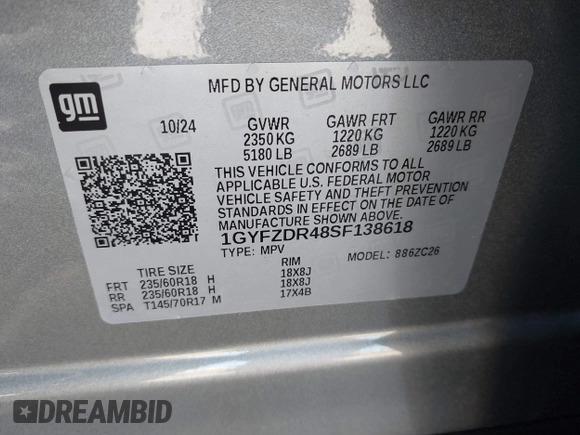 gm
MFD BY GENERAL MOTORS LLC
10/24 GVWR GAWR FRT GAWR RR
2350 KG 1220 KG 1220 KG
5180 LB 2689 LB 2689 LB
THIS VEHICLE CONFORMS TO ALL
APPLICABLE U.S. FEDERAL MOTOR
VEHICLE SAFETY AND THEFT PREVENTION
STANDARDS IN EFFECT ON THE DATE OF
MANUFACTURE SHOWN ABOVE.
1GYFZDR48SF138618
TYPE: MPV MODEL: 886ZC26
TIRE SIZE RIM
FRT 235/60R18 H 18X8J
RR 235/60R18 H 18X8J
SPA T145/70R17 M 17X4B
DREAMBID